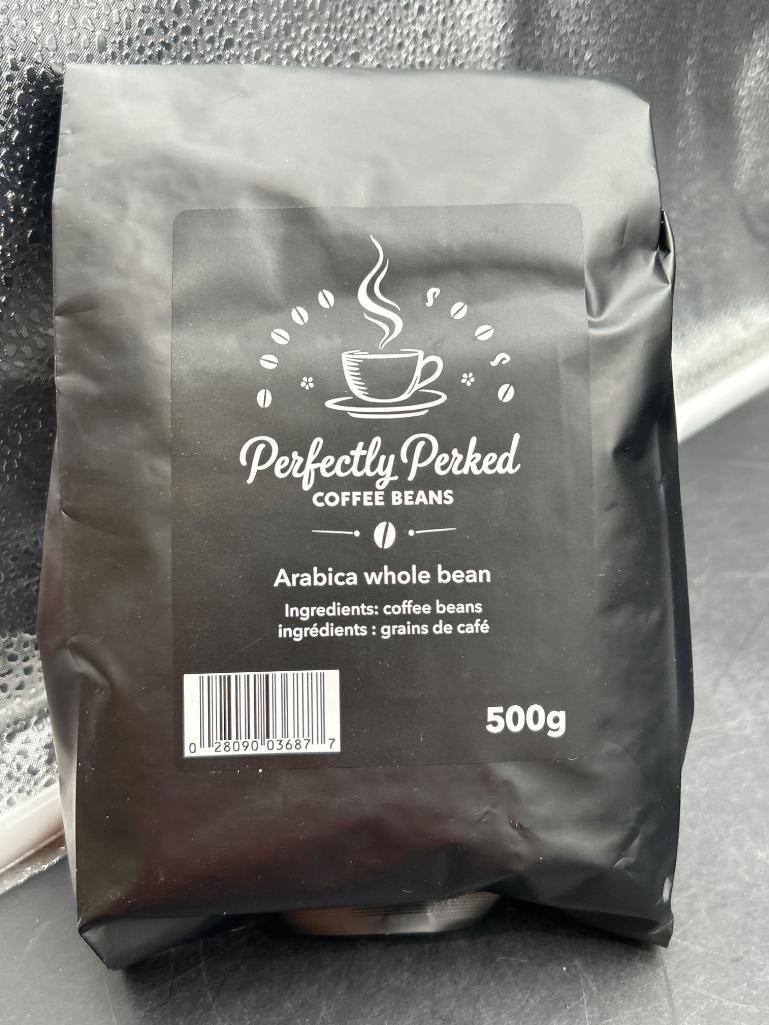 Perfectly Perked
COFFEE BEANS
Arabica whole bean
Ingredients: coffee beans
ingrédients : grains de café
500g
0 28090 03687 7